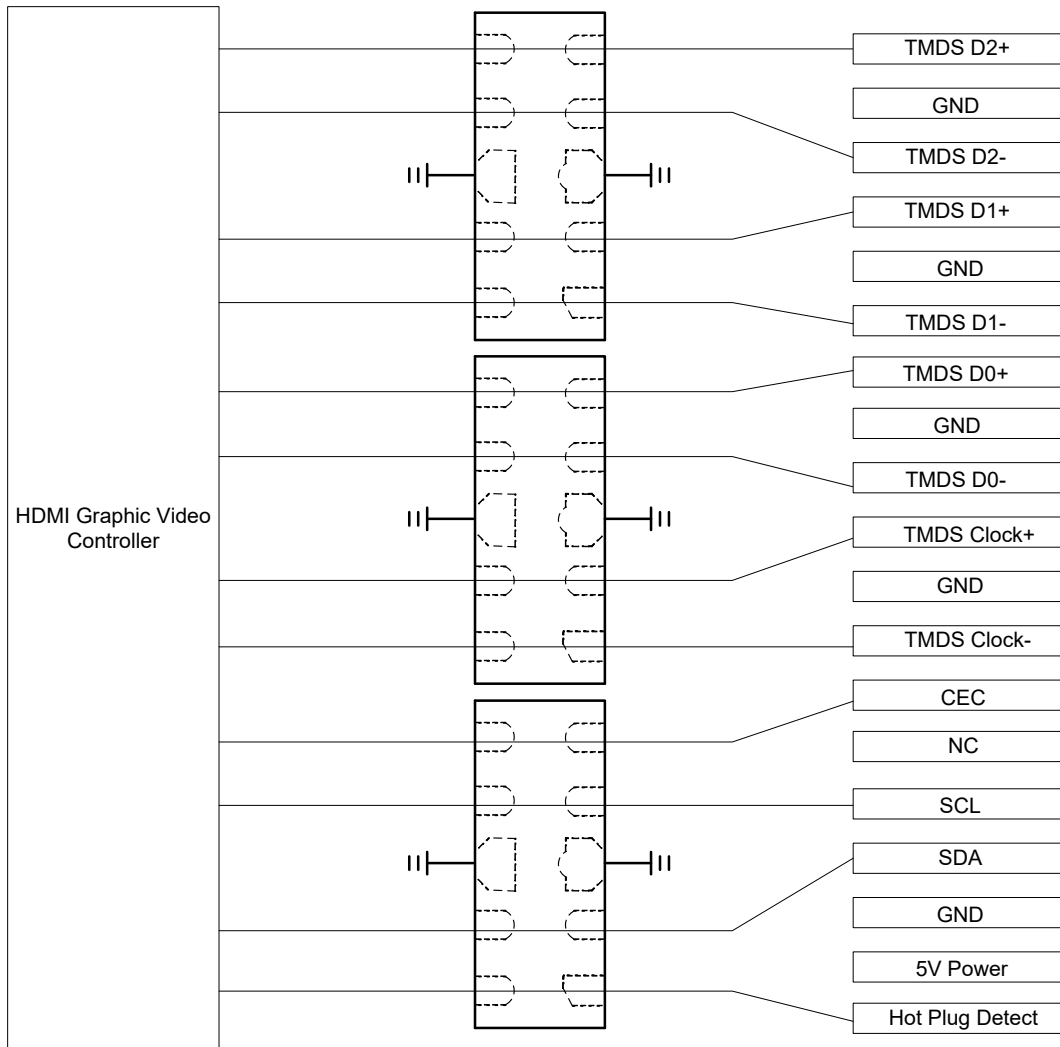 HDMI Graphic Video
Controller
TMDS D2+
GND
TMDS D2-
TMDS D1+
GND
TMDS D1-
TMDS D0+
GND
TMDS D0-
TMDS Clock+
GND
TMDS Clock-
CEC
NC
SCL
SDA
GND
5V Power
Hot Plug Detect